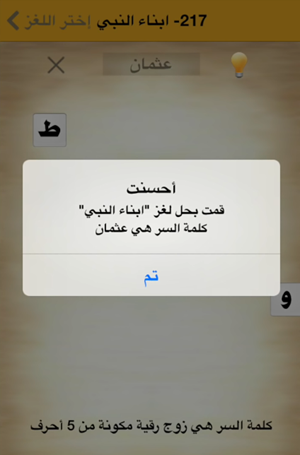 217- ابناء النبي إختر اللغز
عثمان
ط
أحسنت
قمت بحل لغز "ابناء النبي"
كلمة السر هي عثمان
تم
و
كلمة السر هي زوج رقية مكونة من 5 أحرف